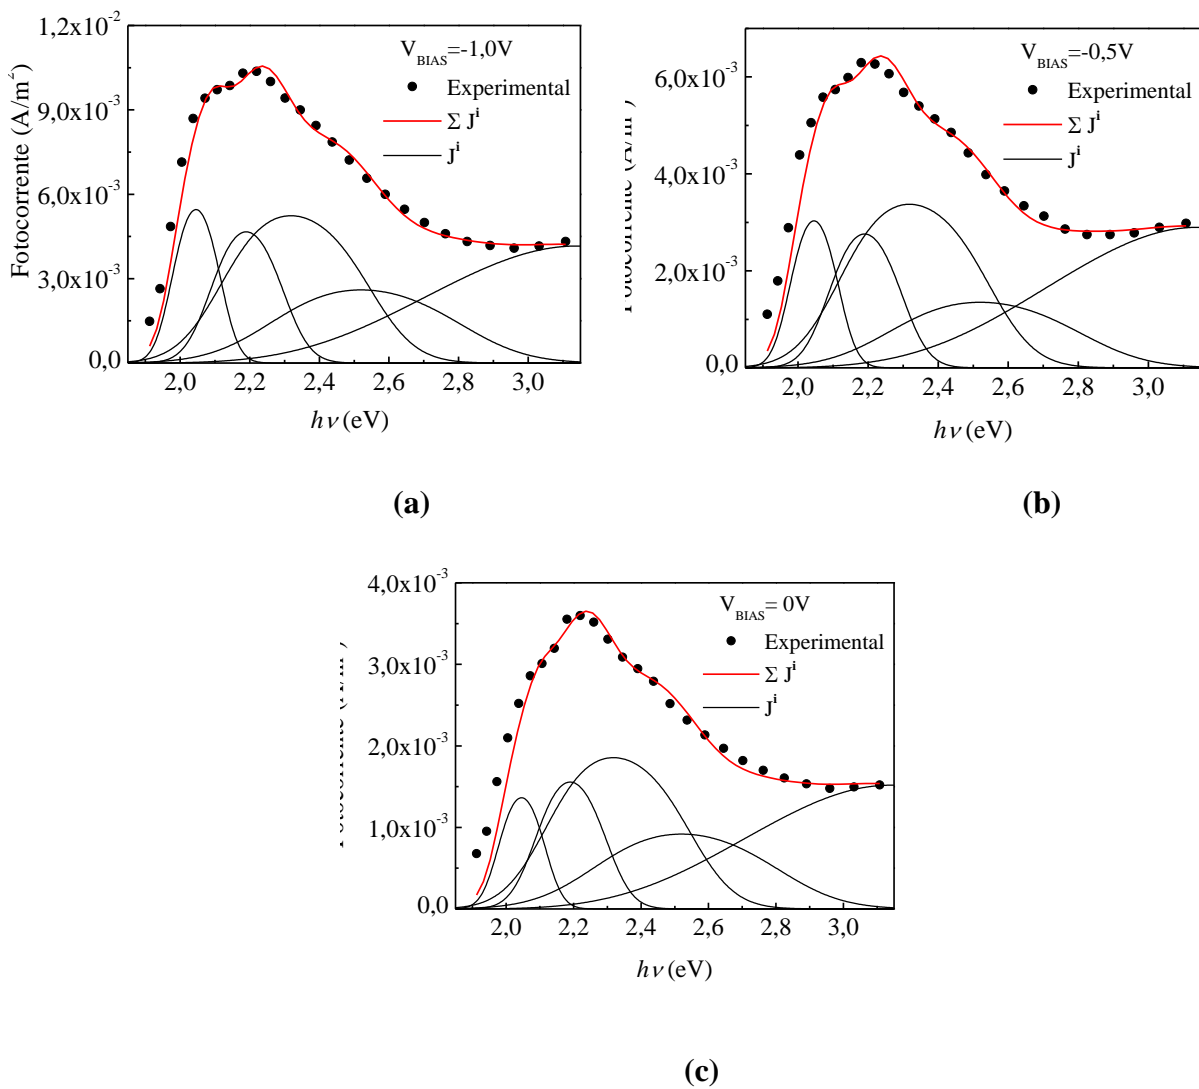 1,2x10⁻²
9,0x10⁻³
6,0x10⁻³
3,0x10⁻³
0,0
Fotocorrente (A/m²)
V_BIAS=-1,0V
Experimental
Σ Jⁱ
Jⁱ
2,0 2,2 2,4 2,6 2,8 3,0
hν (eV)
(a)
6,0x10⁻³
4,0x10⁻³
2,0x10⁻³
0,0
V_BIAS=-0,5V
Experimental
Σ Jⁱ
Jⁱ
2,0 2,2 2,4 2,6 2,8 3,0
hν (eV)
(b)
4,0x10⁻³
3,0x10⁻³
2,0x10⁻³
1,0x10⁻³
0,0
V_BIAS= 0V
Experimental
Σ Jⁱ
Jⁱ
2,0 2,2 2,4 2,6 2,8 3,0
hν (eV)
(c)